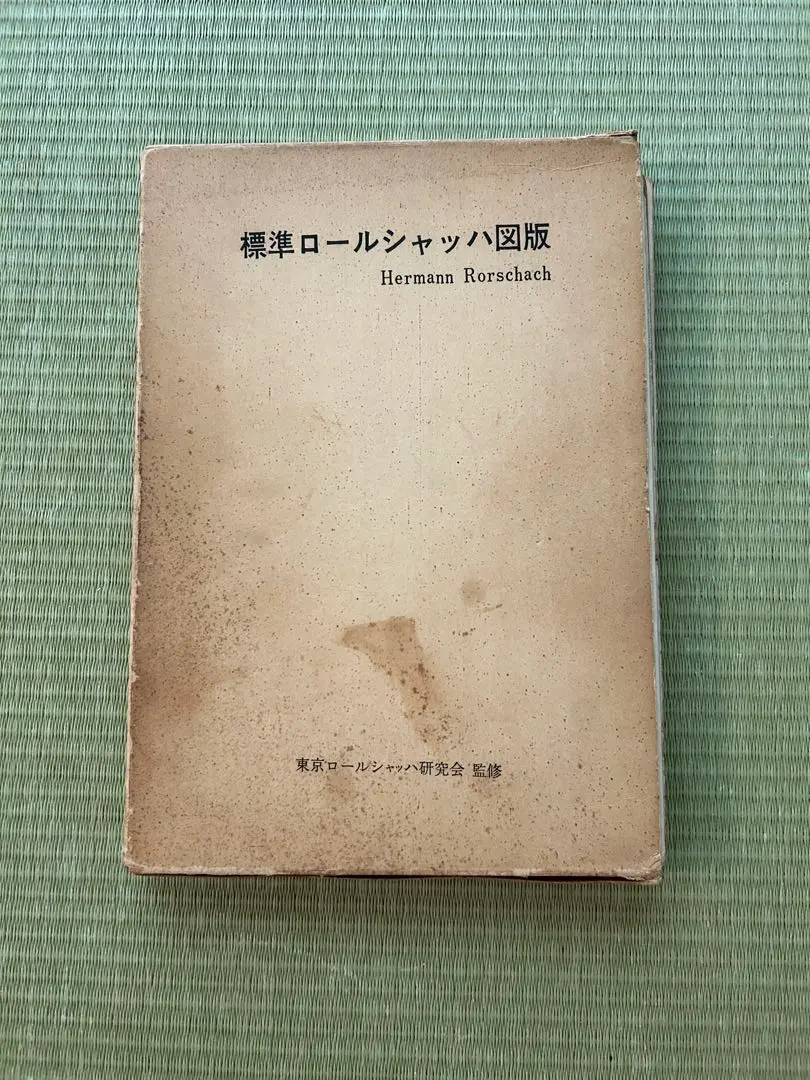 標準ロールシャッハ図版
Hermann Rorschach
東京ロールシャッハ研究会 監修